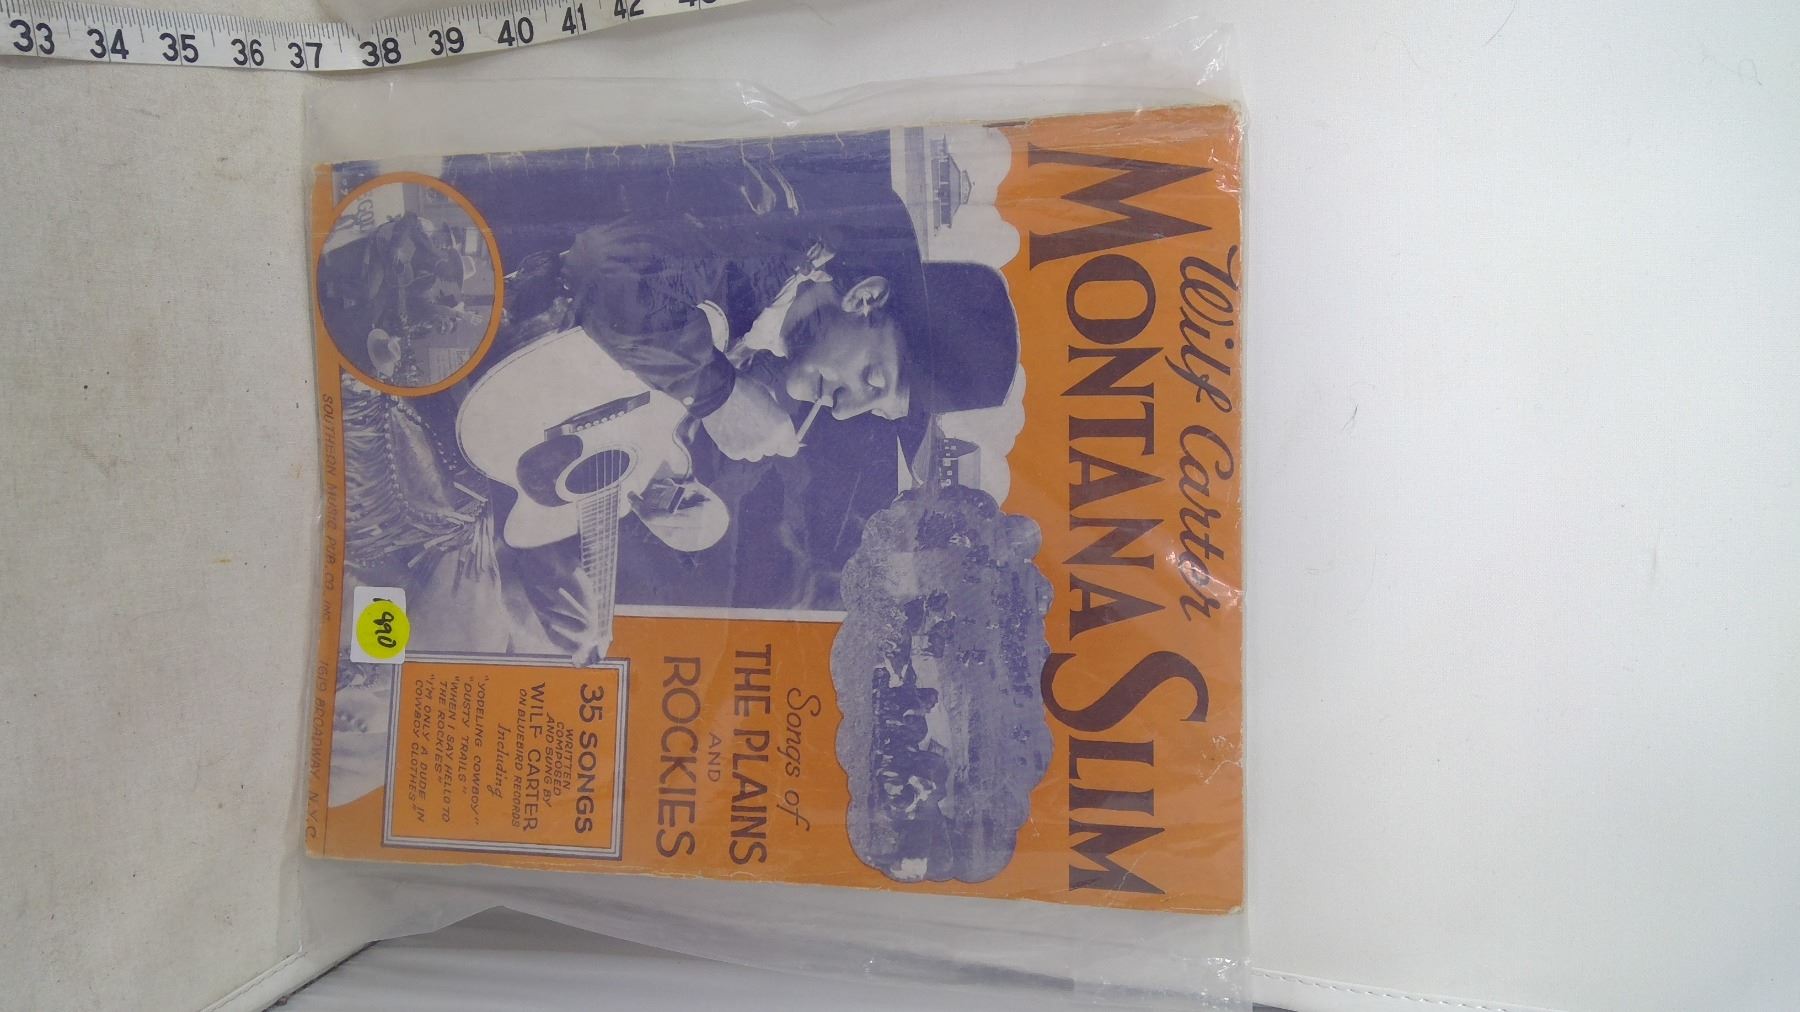 33 34 35 36 37 38 39 40 41 42
Wilf Carter
MONTANA SLIM
Songs of
THE PLAINS
AND
ROCKIES
35 SONGS
WRITTEN
COMPOSED
AND SUNG BY
WILF CARTER
ON BLUEBIRD RECORDS
Including
"YODELING COWBOY"
"DUSTY TRAILS"
"WHEN I SAY HELLO TO
THE ROCKIES"
"I'M ONLY A DUDE IN
COWBOY CLOTHES"
990
SOUTHERN MUSIC PUB. CO. INC. 1619 BROADWAY N.Y.C.